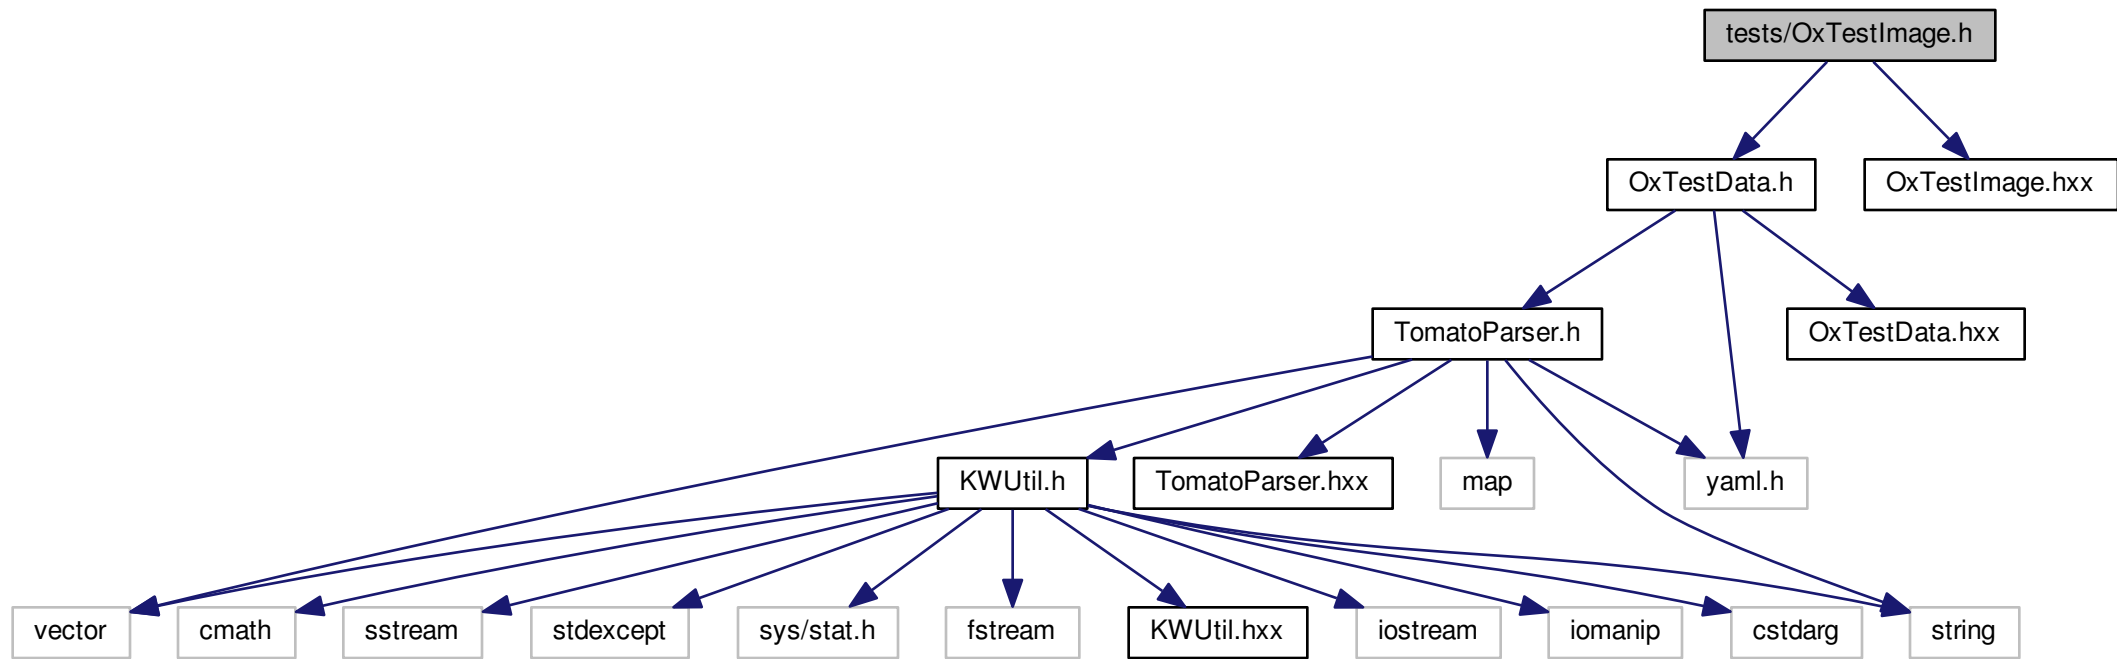 tests/OxTestImage.h
OxTestData.h
OxTestImage.hxx
TomatoParser.h
OxTestData.hxx
KWUtil.h
TomatoParser.hxx
map
yaml.h
vector
cmath
sstream
stdexcept
sys/stat.h
fstream
KWUtil.hxx
iostream
iomanip
cstdarg
string